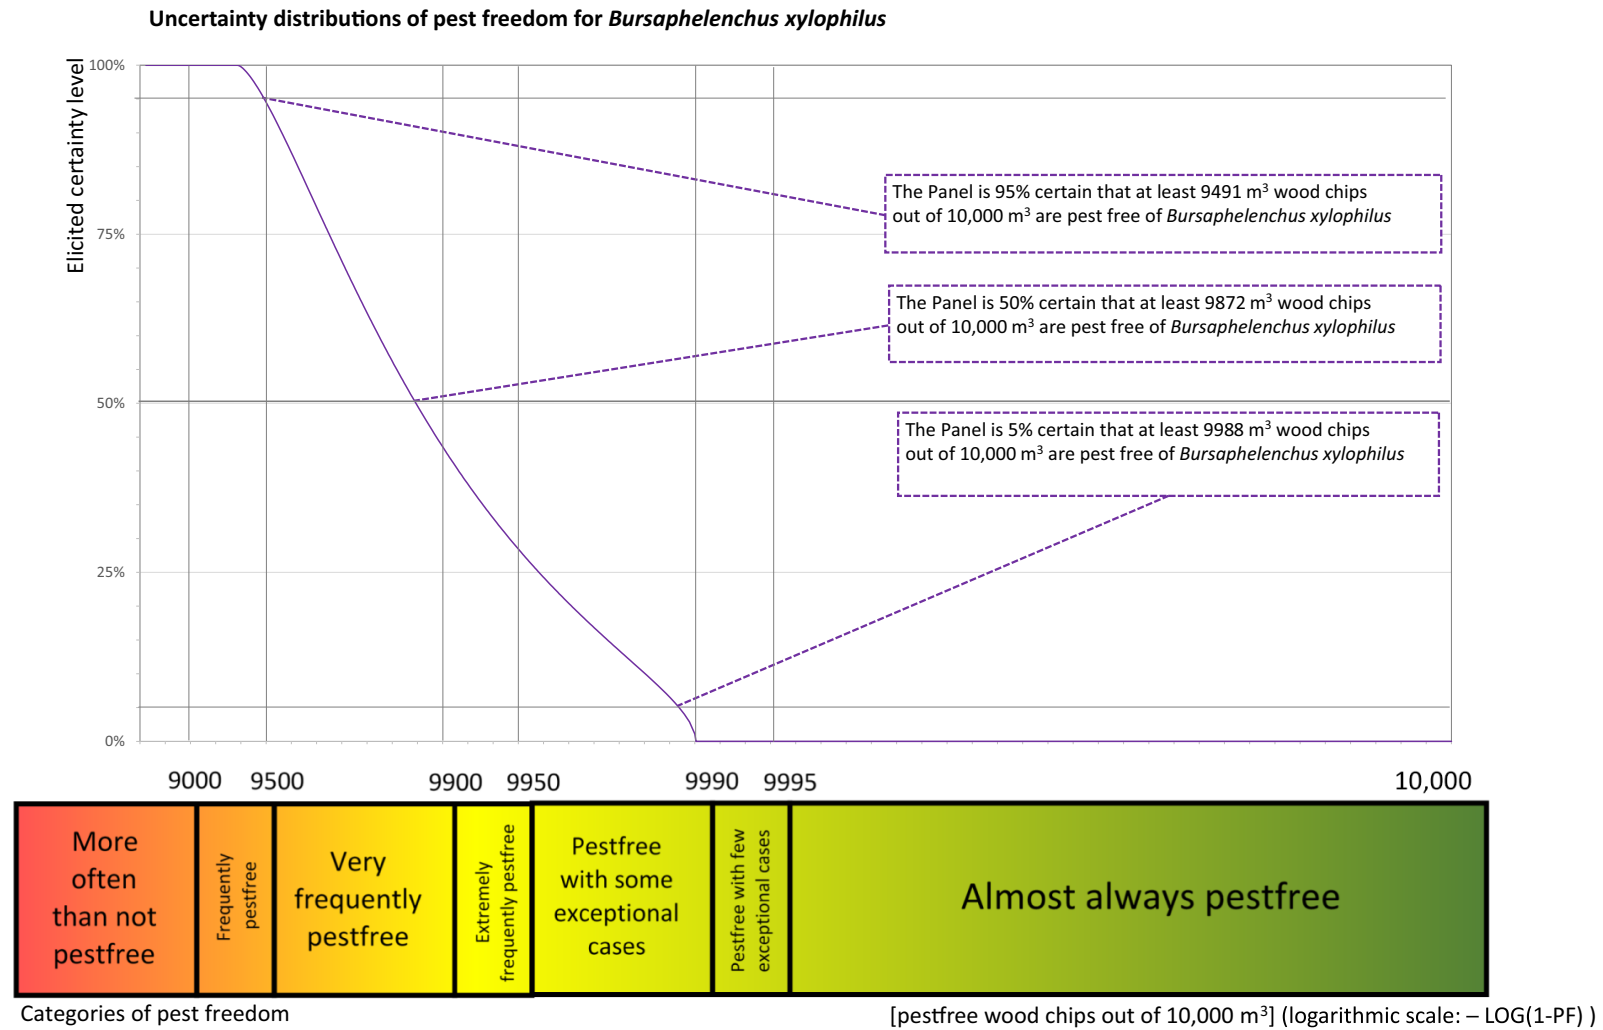 Uncertainty distributions of pest freedom for Bursaphelenchus xylophilus
Elicited certainty level
100%
75%
50%
25%
0%
The Panel is 95% certain that at least 9491 m³ wood chips
out of 10,000 m³ are pest free of Bursaphelenchus xylophilus
The Panel is 50% certain that at least 9872 m³ wood chips
out of 10,000 m³ are pest free of Bursaphelenchus xylophilus
The Panel is 5% certain that at least 9988 m³ wood chips
out of 10,000 m³ are pest free of Bursaphelenchus xylophilus
9000 9500 9900 9950 9990 9995 10,000
More
often
than not
pestfree
Frequently
pestfree
Very
frequently
pestfree
Extremely
frequently pestfree
Pestfree
with some
exceptional
cases
Pestfree with few
exceptional cases
Almost always pestfree
Categories of pest freedom
[pestfree wood chips out of 10,000 m³] (logarithmic scale: – LOG(1-PF) )